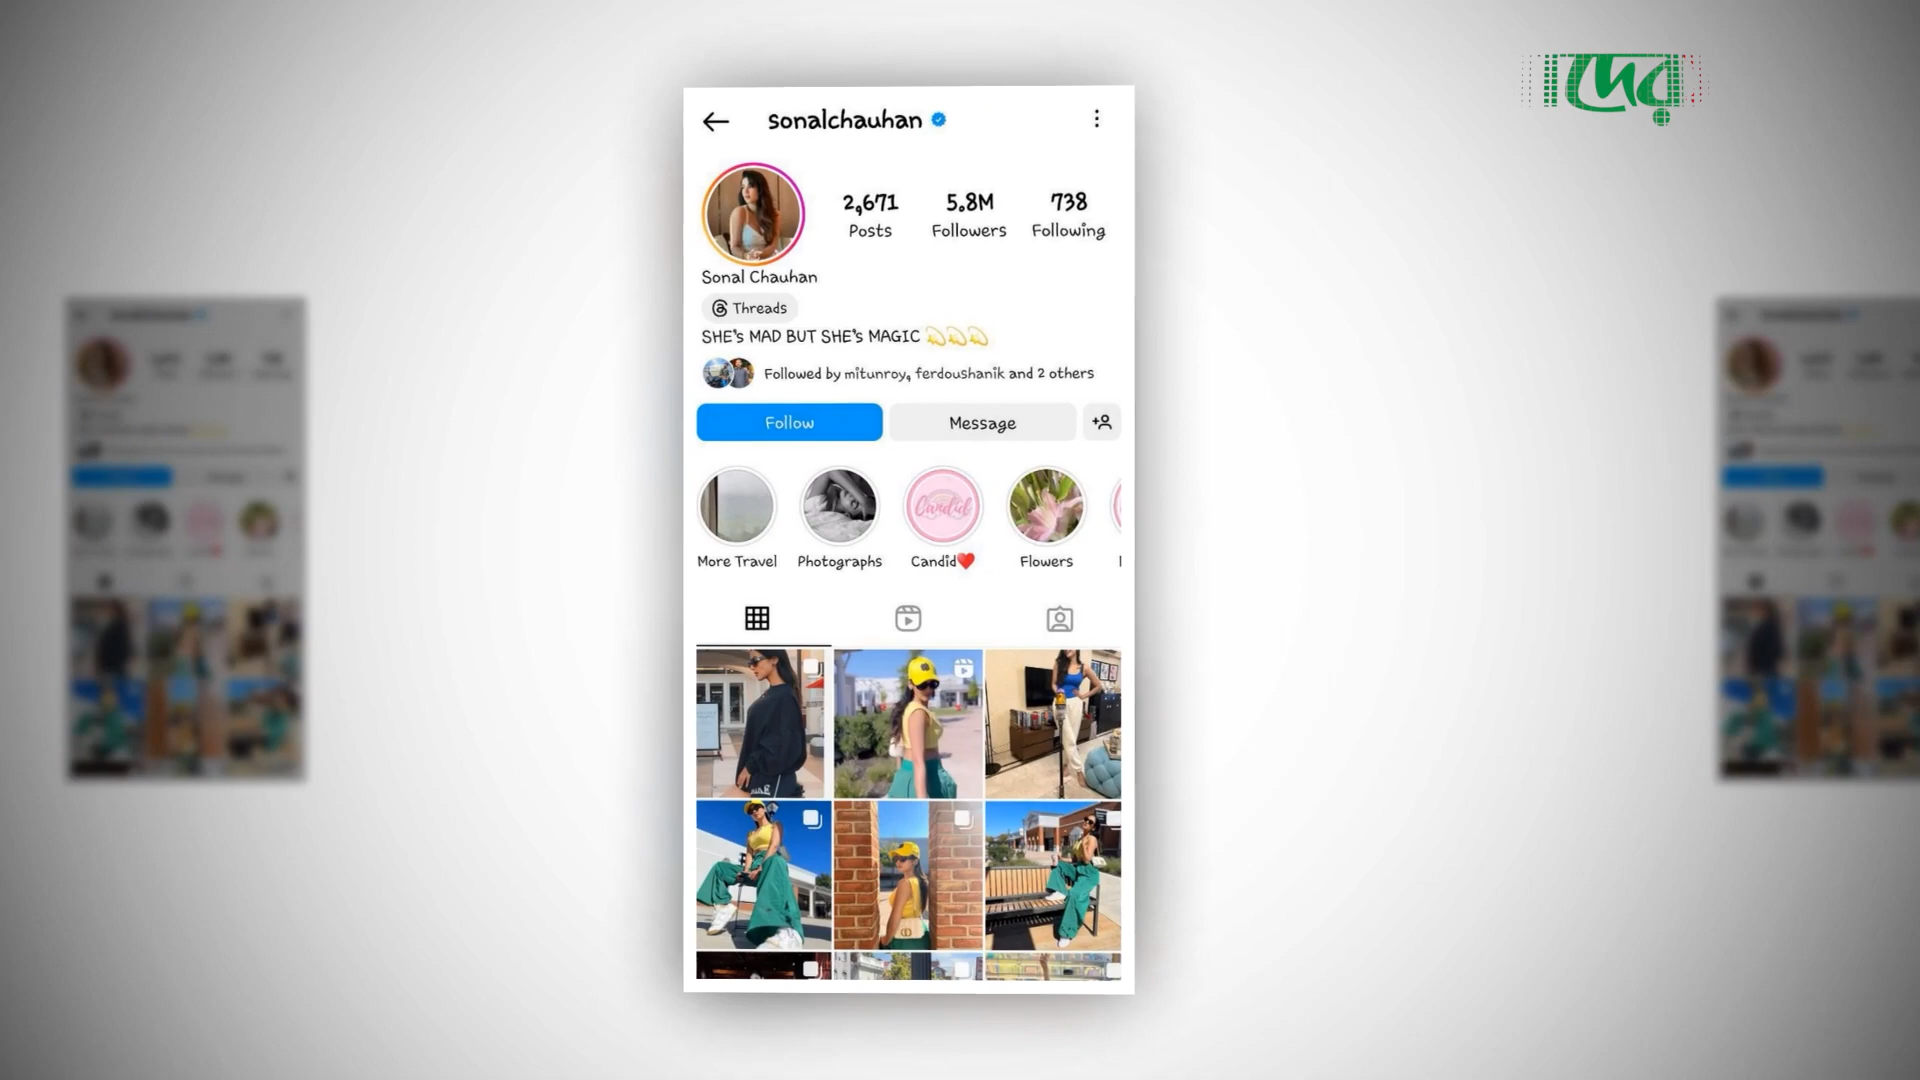 sonalchauhan
2,671 5.8M 738
Posts Followers Following
Sonal Chauhan
Threads
SHE's MAD BUT SHE's MAGIC 💫💫💫
Followed by mitunroy, ferdoushanik and 2 others
Follow Message
Candid
More Travel Photographs Candid❤️ Flowers